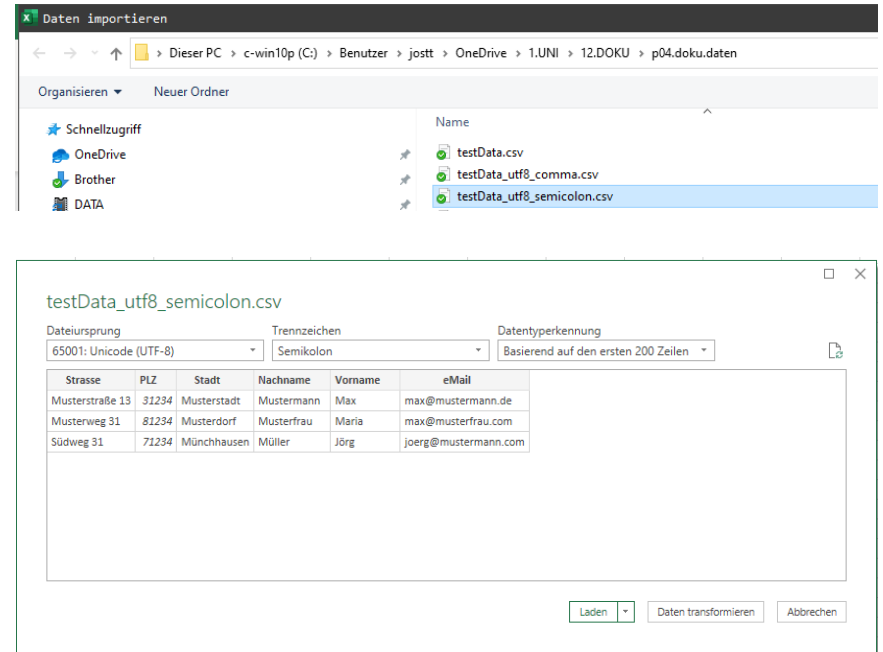 Daten importieren
Dieser PC > c-win10p (C:) > Benutzer > jostt > OneDrive > 1.UNI > 12.DOKU > p04.doku.daten
Organisieren Neuer Ordner
Schnellzugriff
OneDrive
Brother
DATA
Name
testData.csv
testData_utf8_comma.csv
testData_utf8_semicolon.csv
testData_utf8_semicolon.csv
Dateiursprung Trennzeichen Datentyperkennung
65001: Unicode (UTF-8) Semikolon Basierend auf den ersten 200 Zeilen
Strasse PLZ Stadt Nachname Vorname eMail
Musterstraße 13 31234 Musterstadt Mustermann Max max@mustermann.de
Musterweg 31 81234 Musterdorf Musterfrau Maria max@musterfrau.com
Südweg 31 71234 Münchhausen Müller Jörg joerg@mustermann.com
Laden Daten transformieren Abbrechen